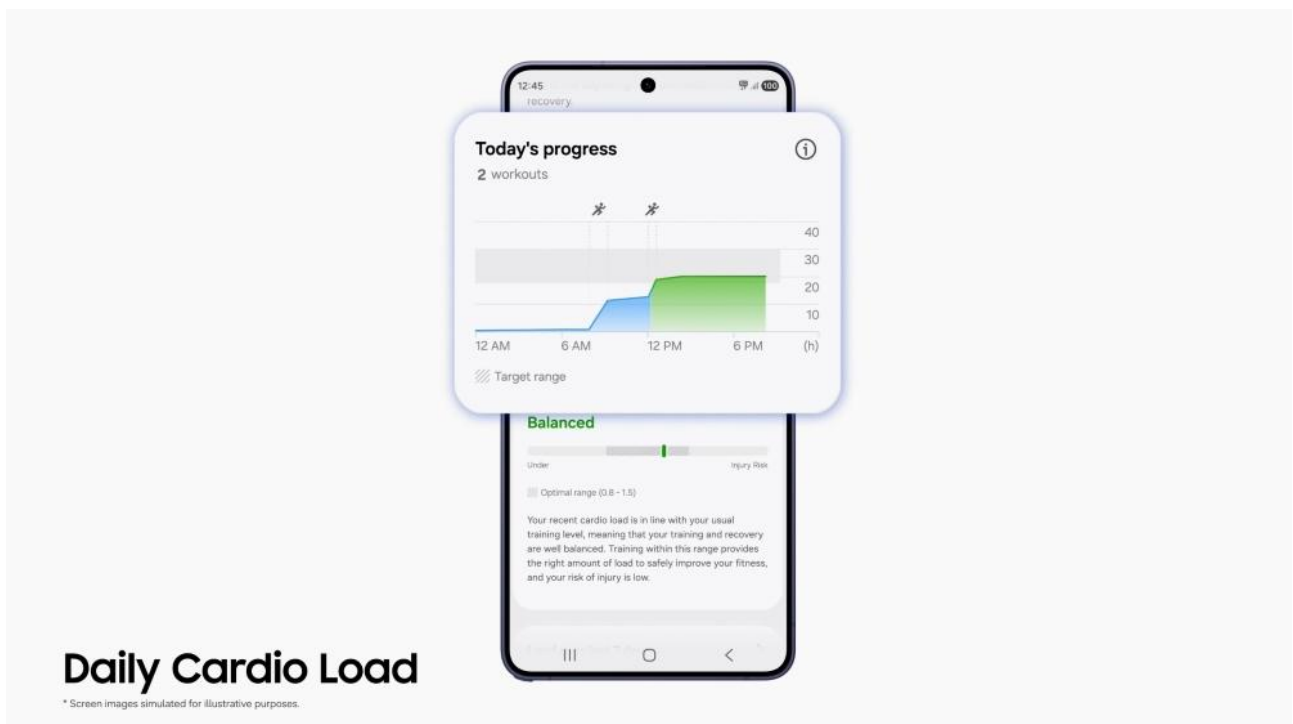 12:45
100
recovery
Today's progress
2 workouts
40
30
20
10
12 AM 6 AM 12 PM 6 PM (h)
Target range
Balanced
Under Injury Risk
Optimal range (0.8 - 1.5)
Your recent cardio load is in line with your usual
training level, meaning that your training and recovery
are well balanced. Training within this range provides
the right amount of load to safely improve your fitness,
and your risk of injury is low.
Daily Cardio Load
* Screen images simulated for illustrative purposes.